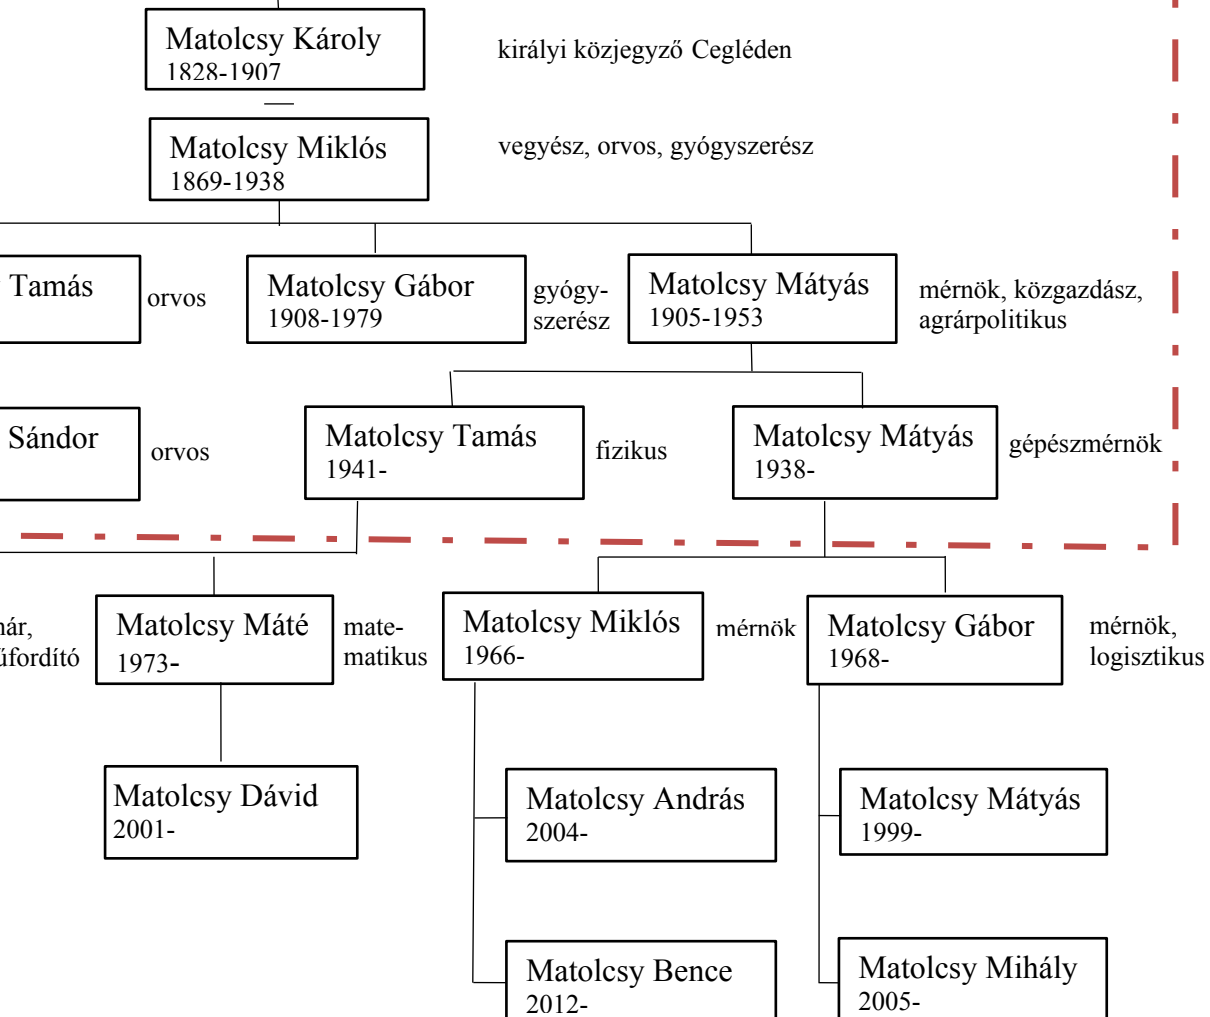 Matolcsy Károly
1828-1907
királyi közjegyző Cegléden
Matolcsy Miklós
1869-1938
vegyész, orvos, gyógyszerész
Tamás
orvos
Matolcsy Gábor
1908-1979
gyógy-
szerész
Matolcsy Mátyás
1905-1953
mérnök, közgazdász,
agrárpolitikus
Sándor
orvos
Matolcsy Tamás
1941-
fizikus
Matolcsy Mátyás
1938-
gépészmérnök
Matolcsy Máté
1973-
mate-
matikus
Matolcsy Miklós
1966-
mérnök
Matolcsy Gábor
1968-
mérnök,
logisztikus
Matolcsy Dávid
2001-
Matolcsy András
2004-
Matolcsy Mátyás
1999-
Matolcsy Bence
2012-
Matolcsy Mihály
2005-